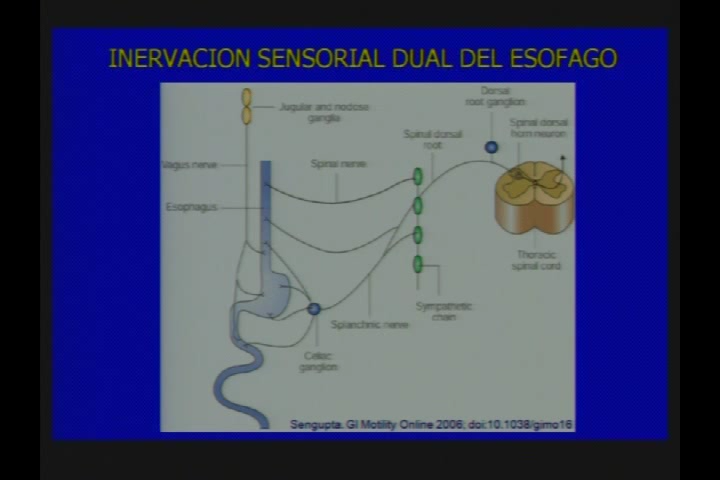 INERVACION SENSORIAL DUAL DEL ESOFAGO
Jugular and nodose
ganglia
Dorsal
root ganglion
Spinal dorsal
horn neuron
Spinal dorsal
root
Vagus nerve
Spinal nerve
Esophagus
Thoracic
spinal cord
Sympathetic
chain
Splanchnic nerve
Celiac
ganglion
Sengupta. GI Motility Online 2006; doi:10.1038/gimo16